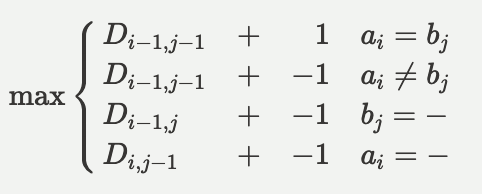 max { D_{i−1,j−1} + 1 a_i = b_j
D_{i−1,j−1} + −1 a_i ≠ b_j
D_{i−1,j} + −1 b_j = −
D_{i,j−1} + −1 a_i = −